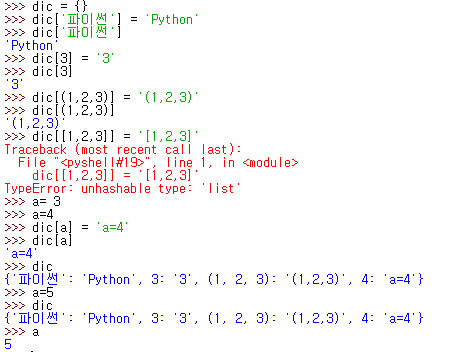 >>> dic = {}
>>> dic['파이썬'] = 'Python'
>>> dic['파이썬']
'Python'
>>> dic[3] = '3'
>>> dic[3]
'3'
>>> dic[(1,2,3)] = '(1,2,3)'
>>> dic[(1,2,3)]
'(1,2,3)'
>>> dic[[1,2,3]] = '[1,2,3]'
Traceback (most recent call last):
  File "<pyshell#19>", line 1, in <module>
    dic[[1,2,3]] = '[1,2,3]'
TypeError: unhashable type: 'list'
>>> a= 3
>>> a=4
>>> dic[a] = 'a=4'
>>> dic[a]
'a=4'
>>> dic
{'파이썬': 'Python', 3: '3', (1, 2, 3): '(1,2,3)', 4: 'a=4'}
>>> a=5
>>> dic
{'파이썬': 'Python', 3: '3', (1, 2, 3): '(1,2,3)', 4: 'a=4'}
>>> a
5